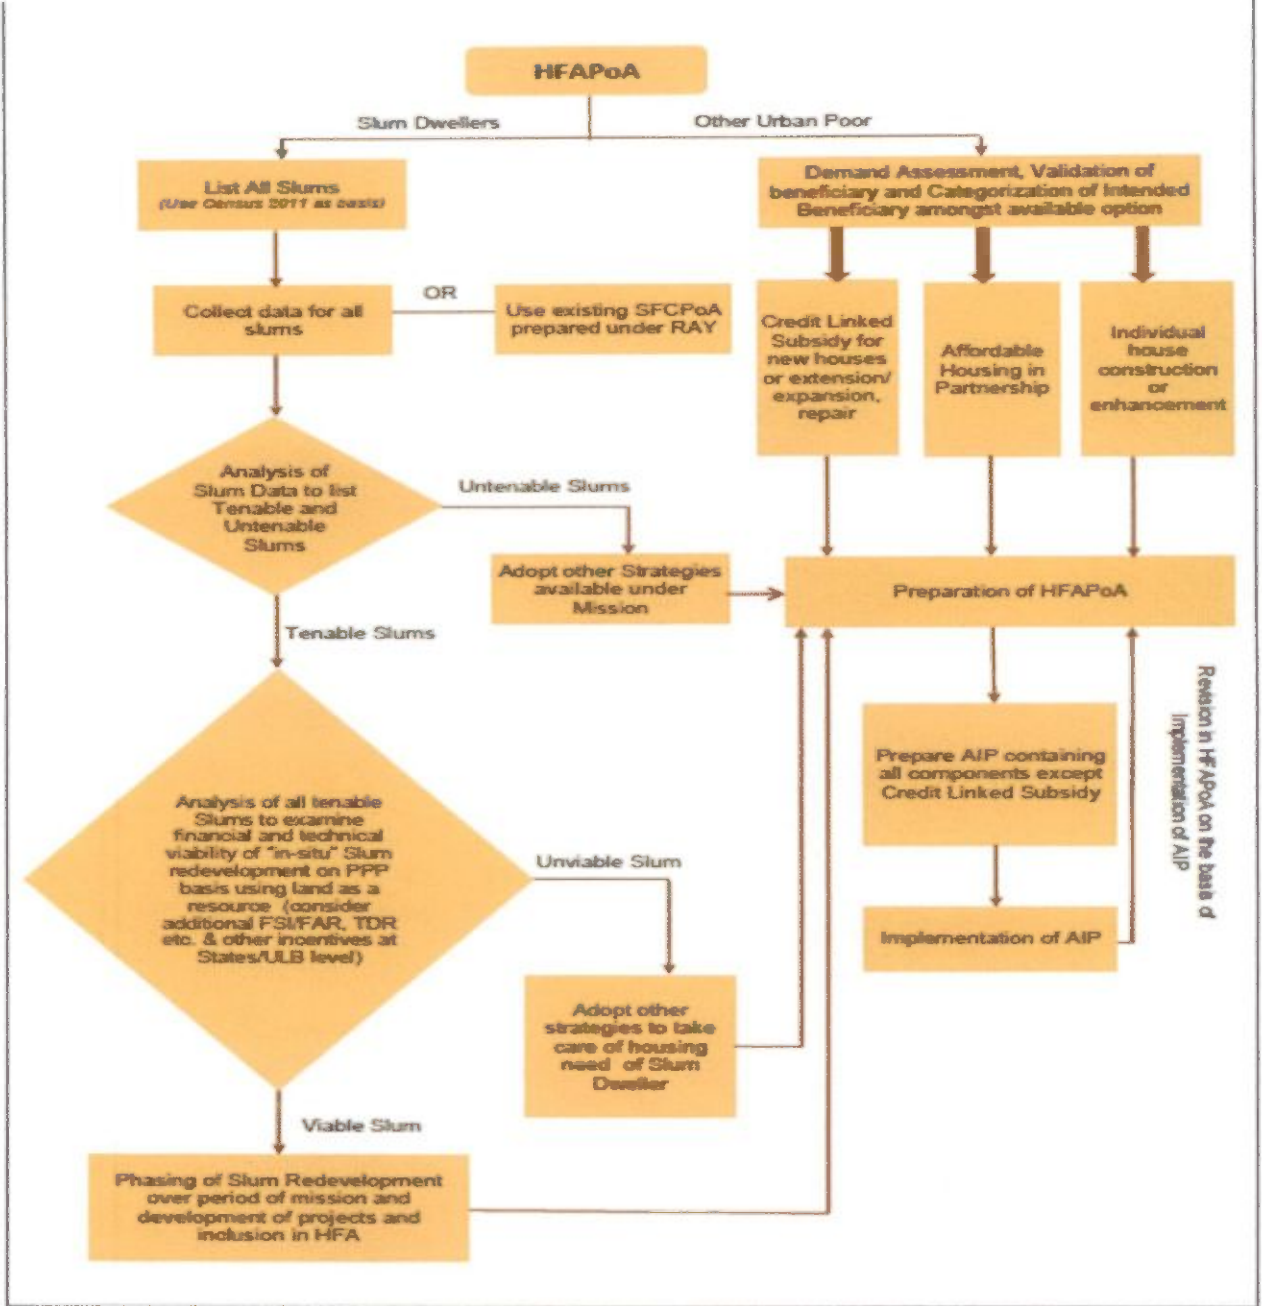 HFAPoA
Slum Dwellers
Other Urban Poor
List All Slums
(Use Census 2011 as basis)
Demand Assessment, Validation of
beneficiary and Categorization of Intended
Beneficiary amongst available option
Collect data for all
slums
OR
Use existing SFCPoA
prepared under RAY
Credit Linked
Subsidy for
new houses
or extension/
expansion,
repair
Affordable
Housing in
Partnership
Individual
house
construction
or
enhancement
Analysis of
Slum Data to list
Tenable and
Untenable
Slums
Untenable Slums
Adopt other Strategies
available under
Mission
Preparation of HFAPoA
Tenable Slums
Revision in HFAPoA on the base of
Implementation of AIP
Prepare AIP containing
all components except
Credit Linked Subsidy
Analysis of all tenable
Slums to examine
financial and technical
viability of "in-situ" Slum
redevelopment on PPP
basis using land as a
resource (consider
additional FSI/FAR, TDR
etc. & other incentives at
States/ULB level)
Unviable Slum
Implementation of AIP
Adopt other
strategies to take
care of housing
need of Slum
Dweller
Viable Slum
Phasing of Slum Redevelopment
over period of mission and
development of projects and
inclusion in HFA